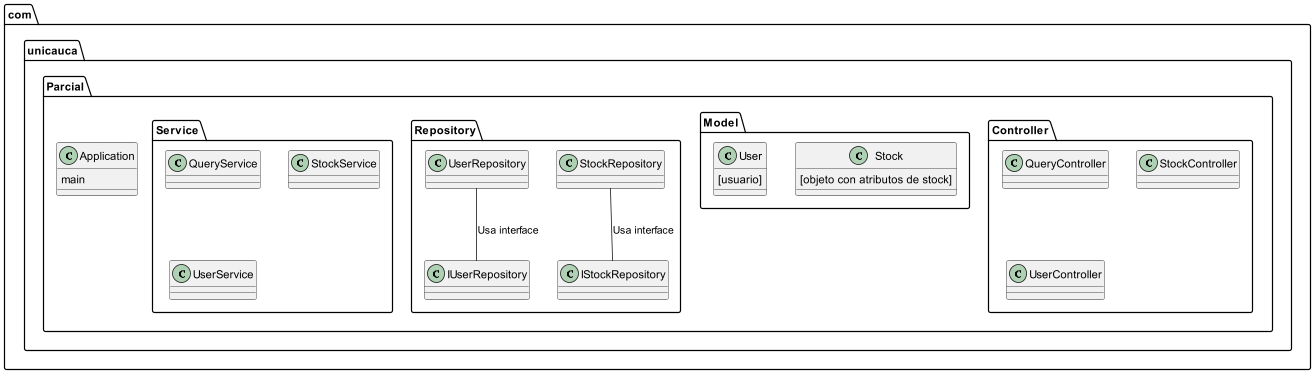 com
unicauca
Parcial
C Application
main
Service
C QueryService
C StockService
C UserService
Repository
C UserRepository
C StockRepository
Usa interface
Usa interface
C IUserRepository
C IStockRepository
Model
C User
[usuario]
C Stock
[objeto con atributos de stock]
Controller
C QueryController
C StockController
C UserController